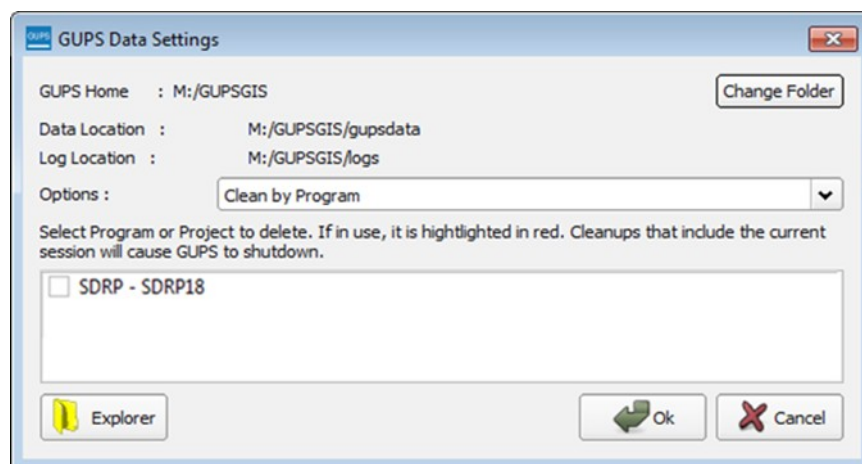 GUPS GUPS Data Settings
GUPS Home : M:/GUPSGIS Change Folder
Data Location : M:/GUPSGIS/gupsdata
Log Location : M:/GUPSGIS/logs
Options : Clean by Program
Select Program or Project to delete. If in use, it is hightlighted in red. Cleanups that include the current
session will cause GUPS to shutdown.
SDRP - SDRP18
Explorer Ok Cancel